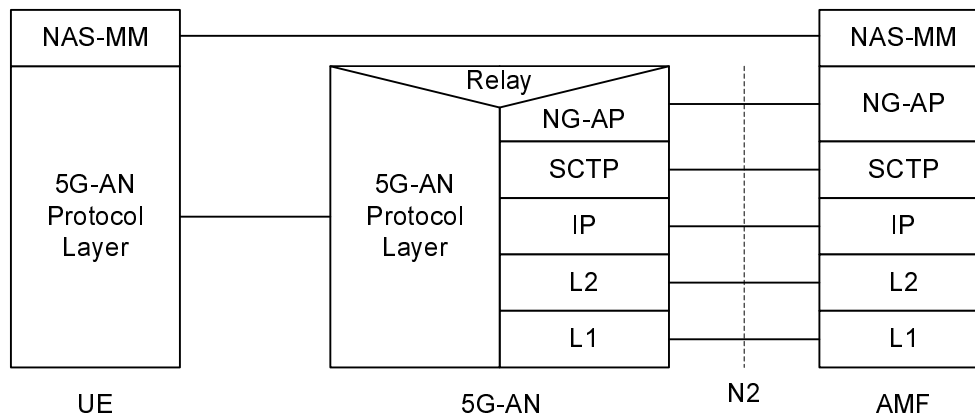 NAS-MM
NAS-MM
Relay
NG-AP
NG-AP
5G-AN
Protocol
Layer
5G-AN
Protocol
Layer
SCTP
SCTP
IP
IP
L2
L2
L1
L1
UE
5G-AN
N2
AMF